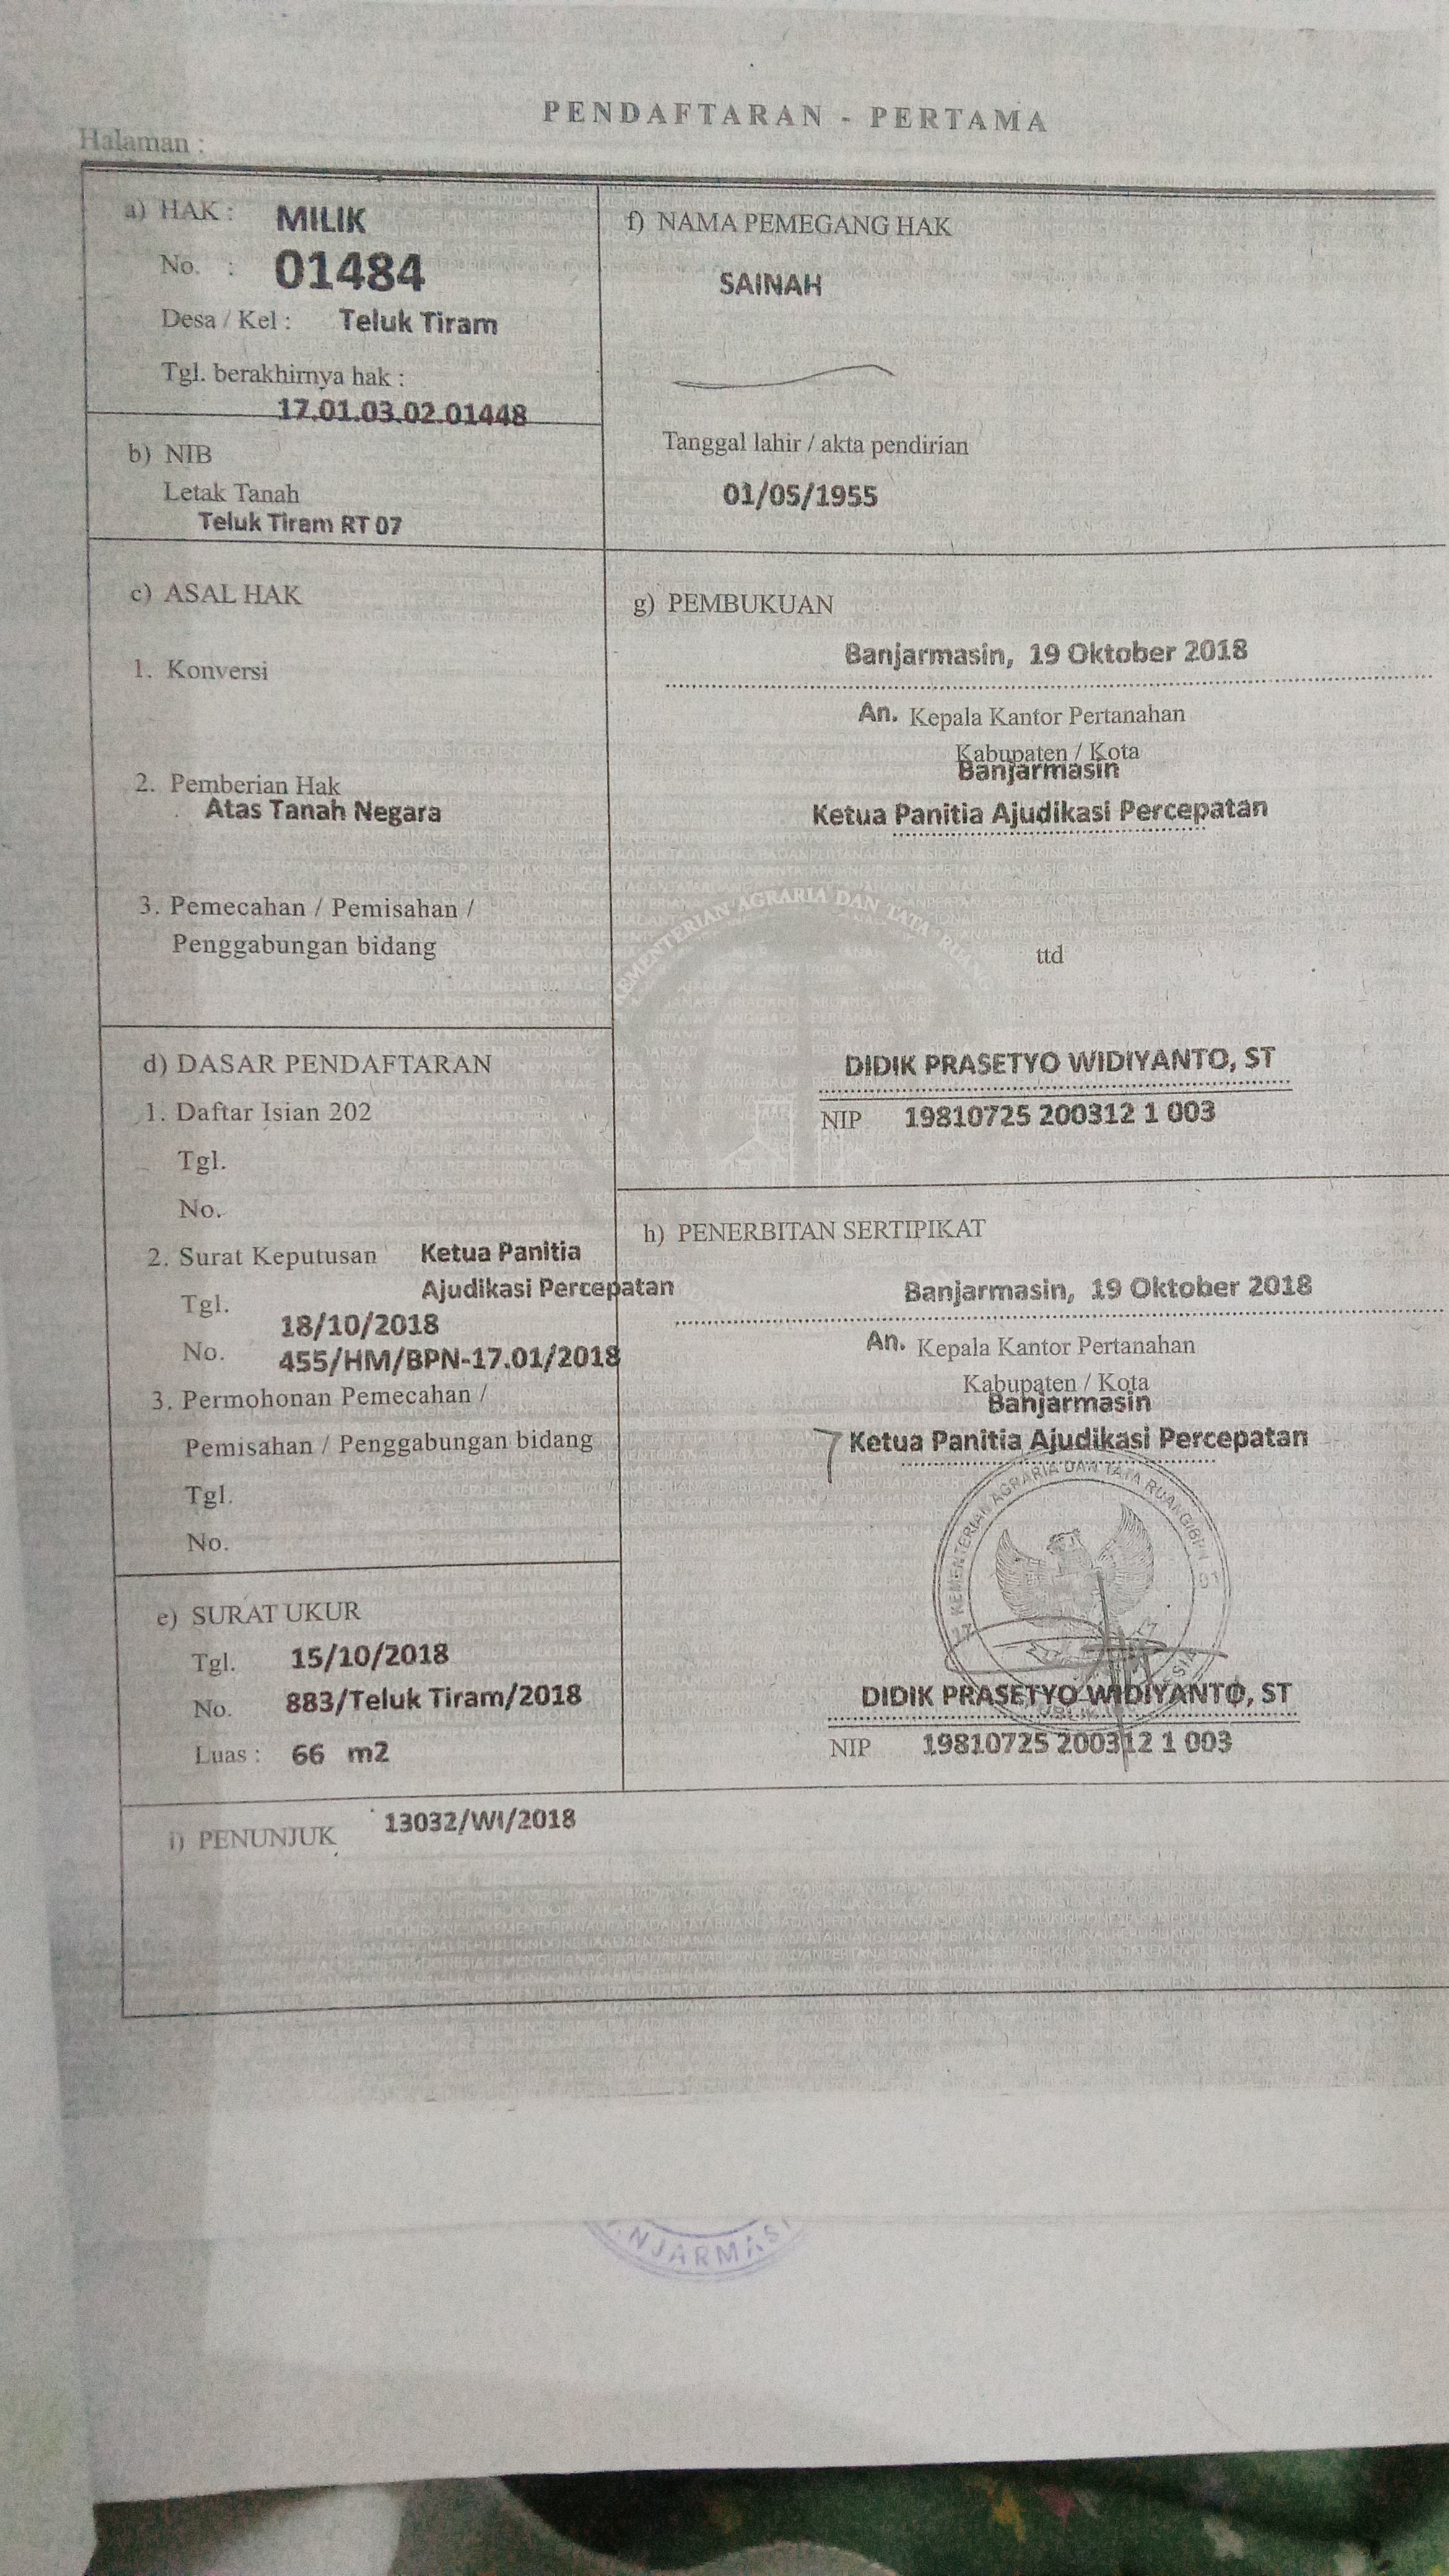 PENDAFTARAN - PERTAMA
Halaman :
a) HAK : MILIK
No. : 01484
Desa / Kel : Teluk Tiram
Tgl. berakhirnya hak :
17.01.03.02.01448
b) NIB
Letak Tanah
Teluk Tiram RT 07
c) ASAL HAK
1. Konversi
2. Pemberian Hak
Atas Tanah Negara
3. Pemecahan / Pemisahan /
Penggabungan bidang
d) DASAR PENDAFTARAN
1. Daftar Isian 202
Tgl.
No.
2. Surat Keputusan Ketua Panitia
Ajudikasi Percepatan
Tgl.
18/10/2018
No. 455/HM/BPN-17.01/2018
3. Permohonan Pemecahan /
Pemisahan / Penggabungan bidang
Tgl.
No.
e) SURAT UKUR
Tgl. 15/10/2018
No. 883/Teluk Tiram/2018
Luas : 66 m2
f) NAMA PEMEGANG HAK
SAINAH
Tanggal lahir / akta pendirian
01/05/1955
g) PEMBUKUAN
Banjarmasin, 19 Oktober 2018
An. Kepala Kantor Pertanahan
Kabupaten / Kota
Banjarmasin
Ketua Panitia Ajudikasi Percepatan
KEMENTERIAN AGRARIA DAN TATA RUANG
ttd
DIDIK PRASETYO WIDIYANTO, ST
NIP 19810725 200312 1 003
h) PENERBITAN SERTIPIKAT
Banjarmasin, 19 Oktober 2018
An. Kepala Kantor Pertanahan
Kabupaten / Kota
Banjarmasin
Ketua Panitia Ajudikasi Percepatan
KEMENTERIAN AGRARIA DAN TATA RUANG/BPN
DIDIK PRASETYO WIDIYANTO, ST
NIP 19810725 200312 1 003
i) PENUNJUK 13032/WI/2018
NJARMASI